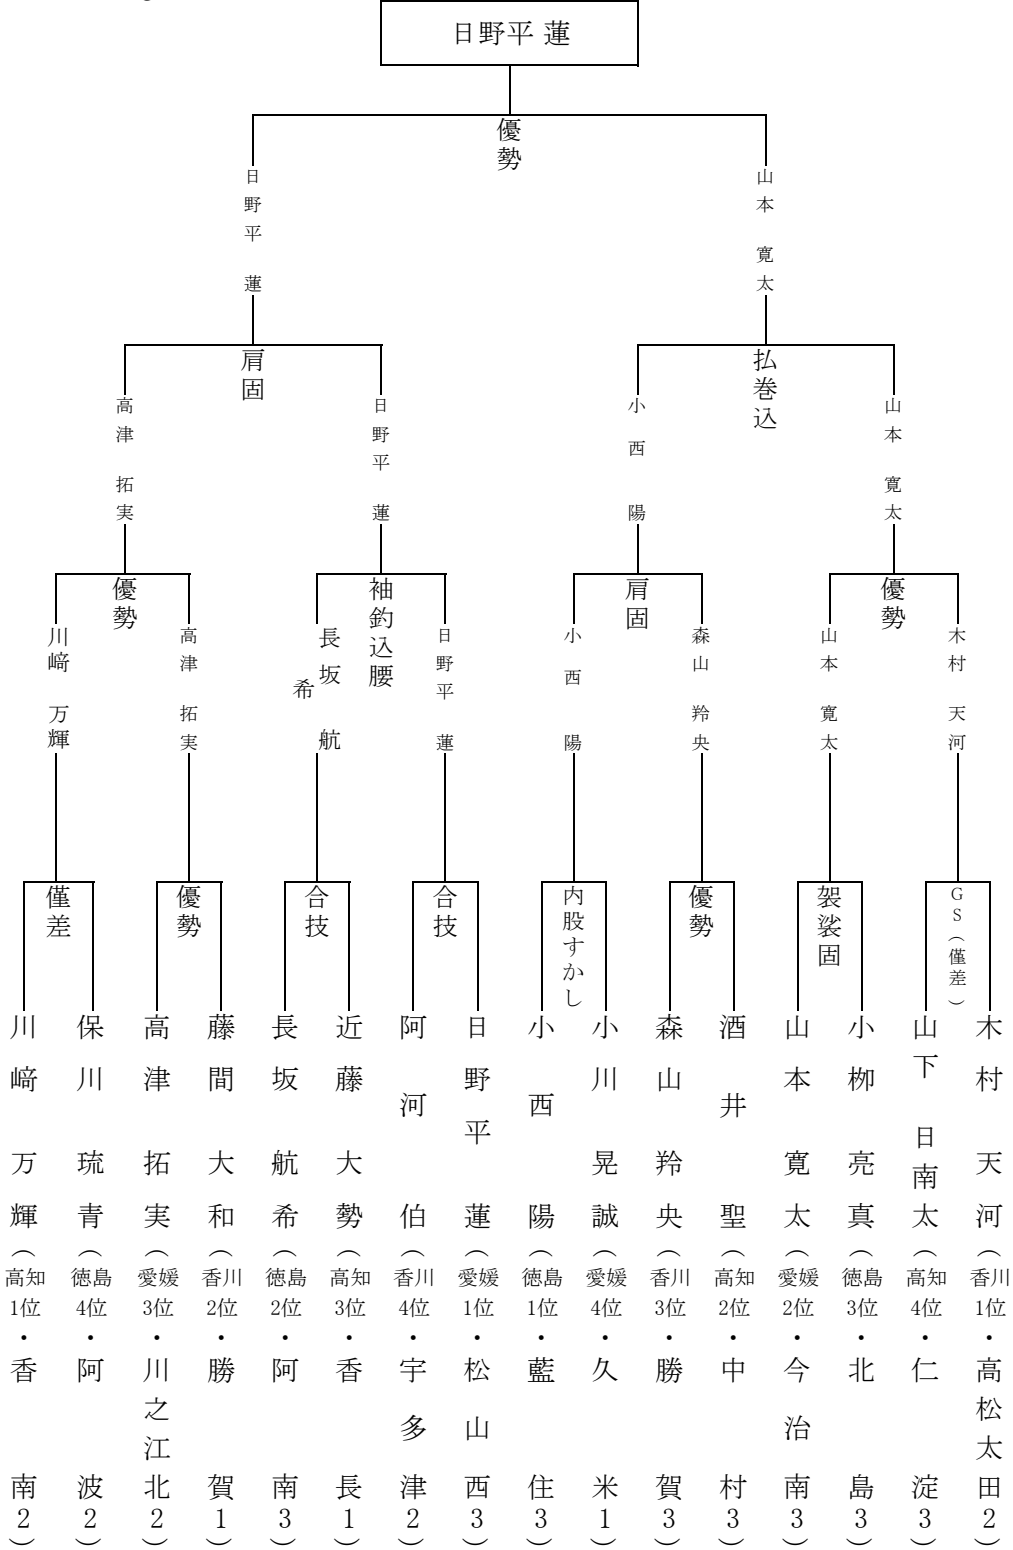 日野平 蓮
優勢
日野平 蓮
山本 寛太
肩固
払巻込
高津 拓実
日野平 蓮
小西 陽
山本 寛太
優勢
袖釣込腰
肩固
優勢
川﨑 万輝
高津 拓実
長坂 航希
日野平 蓮
小西 陽
森山 羚央
山本 寛太
木村 天河
僅差
優勢
合技
合技
内股すかし
優勢
袈裟固
GS(僅差)
川﨑 万輝(高知1位・香南2)
保川 琉青(徳島4位・阿波2)
高津 拓実(愛媛3位・川之江北2)
藤間 大和(香川2位・勝賀1)
長坂 航希(徳島2位・阿南3)
近藤 大勢(高知3位・香長1)
阿河 伯(香川4位・宇多津2)
日野平 蓮(愛媛1位・松山西3)
小西 陽(徳島1位・藍住3)
小川 晃誠(愛媛4位・久米1)
森山 羚央(香川3位・勝賀3)
酒井 聖(高知2位・中村3)
山本 寛太(愛媛2位・今治南3)
小栁 亮真(徳島3位・北島3)
山下 日南太(高知4位・仁淀3)
木村 天河(香川1位・高松太田2)